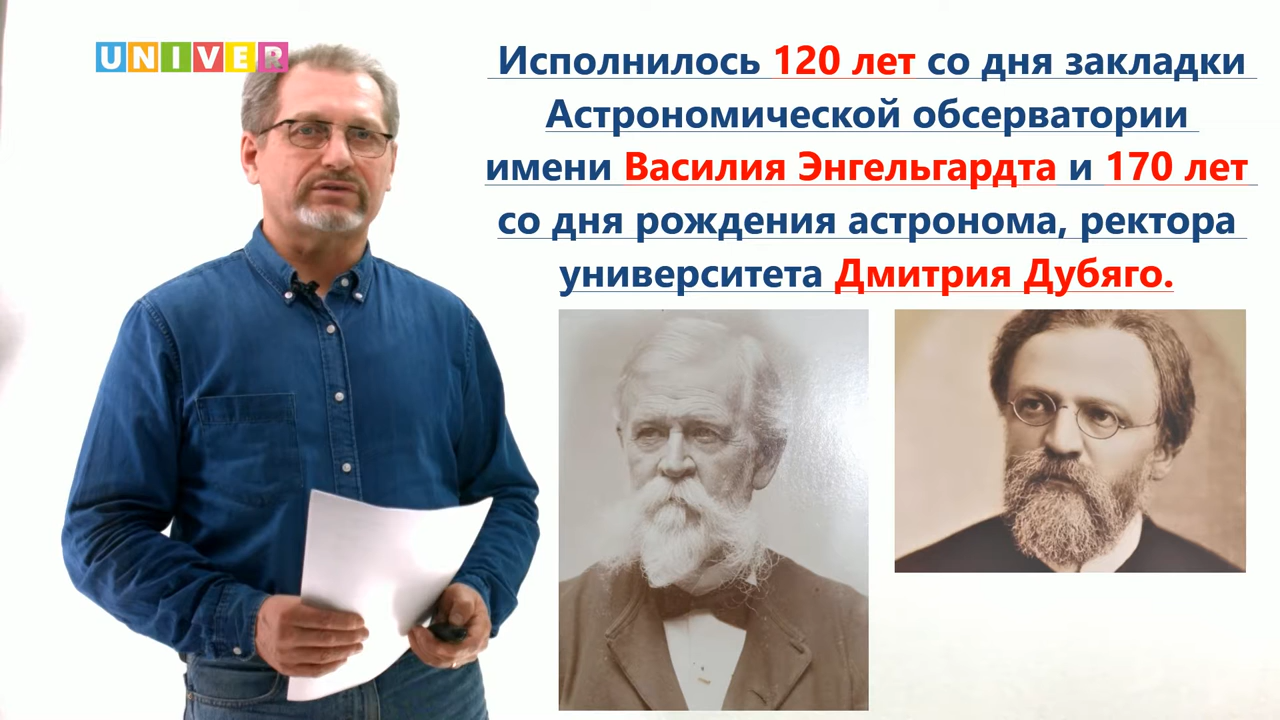 UNIVER
Исполнилось 120 лет со дня закладки
Астрономической обсерватории
имени Василия Энгельгардта и 170 лет
со дня рождения астронома, ректора
университета Дмитрия Дубяго.